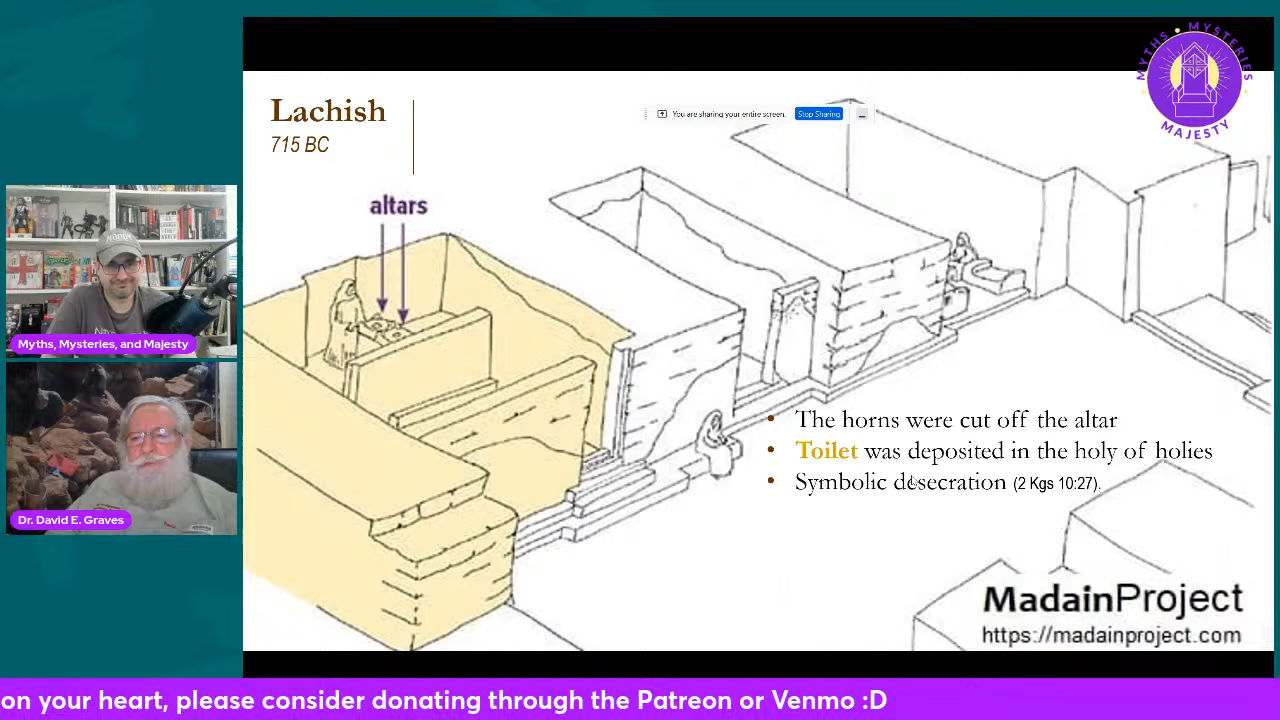 MYTHS • MYSTERIES
MAJESTY
Lachish
715 BC
You are sharing your entire screen.
Stop Sharing
altars
Myths, Mysteries, and Majesty
Dr. David E. Graves
• The horns were cut off the altar
• Toilet was deposited in the holy of holies
• Symbolic desecration (2 Kgs 10:27).
MadainProject
https://madainproject.com
on your heart, please consider donating through the Patreon or Venmo :D